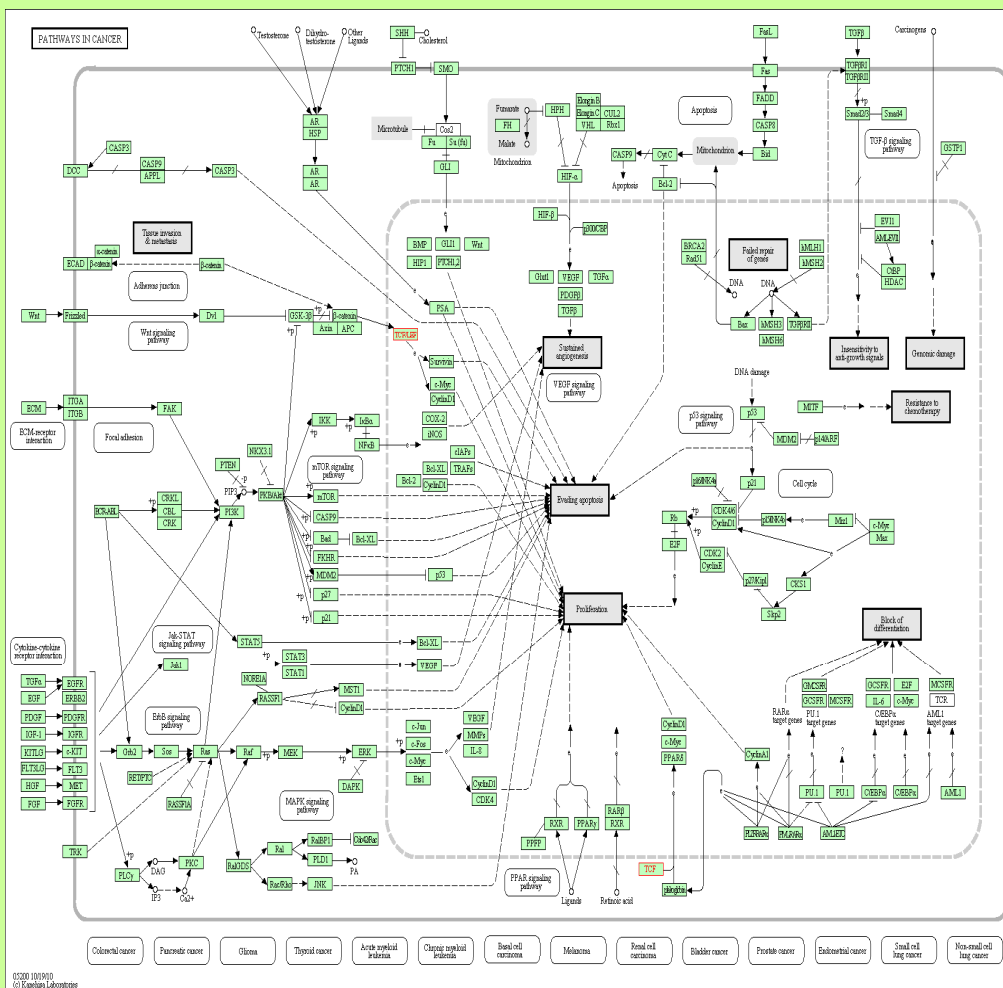 PATHWAYS IN CANCER
Testosterone
Dihydro-
testosterone
Other
Ligands
SHH
Cholesterol
PTCH1
SMO
Microtubule
Cos2
Fu
Su (fu)
GLI
AR
HSP
AR
AR
Fumarate
FH
Malate
Mitochondrion
HPH
Elongin B
Elongin C
CUL2
VHL
Rbx1
HIF-α
Apoptosis
CASP9
Cyt C
Mitochondrion
Apoptosis
Bcl-2
FasL
Fas
FADD
CASP8
Bid
TGFβ
TGFβRI
TGFβRII
+p
Smad2/3
Smad4
TGF-β signaling
pathway
Carcinogens
GSTP1
DCC
CASP3
CASP9
APPL
CASP3
Tissue invasion
& metastasis
ECAD
α-catenin
β-catenin
β-catenin
Adherens junction
Wnt
Frizzled
Dvl
GSK-3β
β-catenin
Axin
APC
+p
Wnt signaling
pathway
TCF/LEF
BMP
GLI1
Wnt
HIP1
PTCH1,2
PSA
HIF-β
p300CBP
Glut1
VEGF
TGFα
PDGFβ
TGFβ
Sustained
angiogenesis
VEGF signaling
pathway
BRCA2
Rad51
DNA
Failed repair
of genes
DNA
hMLH1
hMSH2
Bax
hMSH3
hMSH6
TGFβRII
EVI1
AML-EVI1
CtBP
HDAC
Insensitivity to
anti-growth signals
Genomic damage
Resistance to
chemotherapy
MITF
DNA damage
p53
p53 signaling
pathway
MDM2
p14/ARF
p21
Cell cycle
Survivin
c-Myc
CyclinD1
COX-2
iNOS
ECM
ITGA
ITGB
FAK
ECM-receptor
interaction
Focal adhesion
IKK
IκBα
NFκB
+p
+p
PTEN
NKX3.1
PIP3
-p
PI3K
PKB/Akt
mTOR signaling
pathway
mTOR
CASP9
Bad
Bcl-XL
FKHR
MDM2
p53
p27
p21
+p
cIAPs
Bcl-XL
TRAFs
Bcl-2
CyclinD1
Evading apoptosis
BCR-ABL
CRKL
CBL
CRK
Rb
E2F
p16/INK4a
CDK4/6
CyclinD1
p15/INK4b
Miz1
c-Myc
Max
CDK2
CyclinE
p27/Kip1
CKS1
Skp2
Proliferation
Block of
differentiation
Cytokine-cytokine
receptor interaction
Jak-STAT
signaling pathway
Jak1
STAT5
Bcl-XL
+p
STAT3
STAT1
VEGF
NORE1A
RASSF1
MST1
CyclinD1
TGFα
EGFR
EGF
ERBB2
PDGF
PDGFR
IGF-1
IGFR
KITLG
c-KIT
FLT3LG
FLT3
HGF
MET
FGF
FGFR
TRK
ErbB signaling
pathway
Grb2
Sos
Ras
Raf
MEK
ERK
+p
RET/PTC
RASSF1A
DAPK
MAPK signaling
pathway
c-Jun
c-Fos
c-Myc
Ets1
VEGF
MMPs
IL-8
CyclinD1
CDK4
+p
PLCγ
DAG
IP3
PKC
Ca2+
RalGDS
Ral
RalBP1
Cdc42/Rac
PLD1
PA
Rac/Rho
JNK
RXR
PPARγ
PPFP
Ligands
PPAR signaling
pathway
RARβ
RXR
Retinoic acid
CyclinD1
c-Myc
PPARδ
TCF
CyclinA1
RARα
target genes
GMCSFR
GCSFR
MCSFR
PU.1
target genes
GCSFR
E2F
IL-6
c-Myc
C/EBPα
target genes
MCSFR
TCR
AML1
target genes
?
PU.1
PU.1
C/EBPα
C/EBPα
AML1
PLZF-RARα
PML-RARα
AML1-ETO
Colorectal cancer
Pancreatic cancer
Glioma
Thyroid cancer
Acute myeloid
leukemia
Chronic myeloid
leukemia
Basal cell
carcinoma
Melanoma
Renal cell
carcinoma
Bladder cancer
Prostate cancer
Endometrial cancer
Small cell
lung cancer
Non-small cell
lung cancer
05200 10/19/10
(c) Kanehisa Laboratories